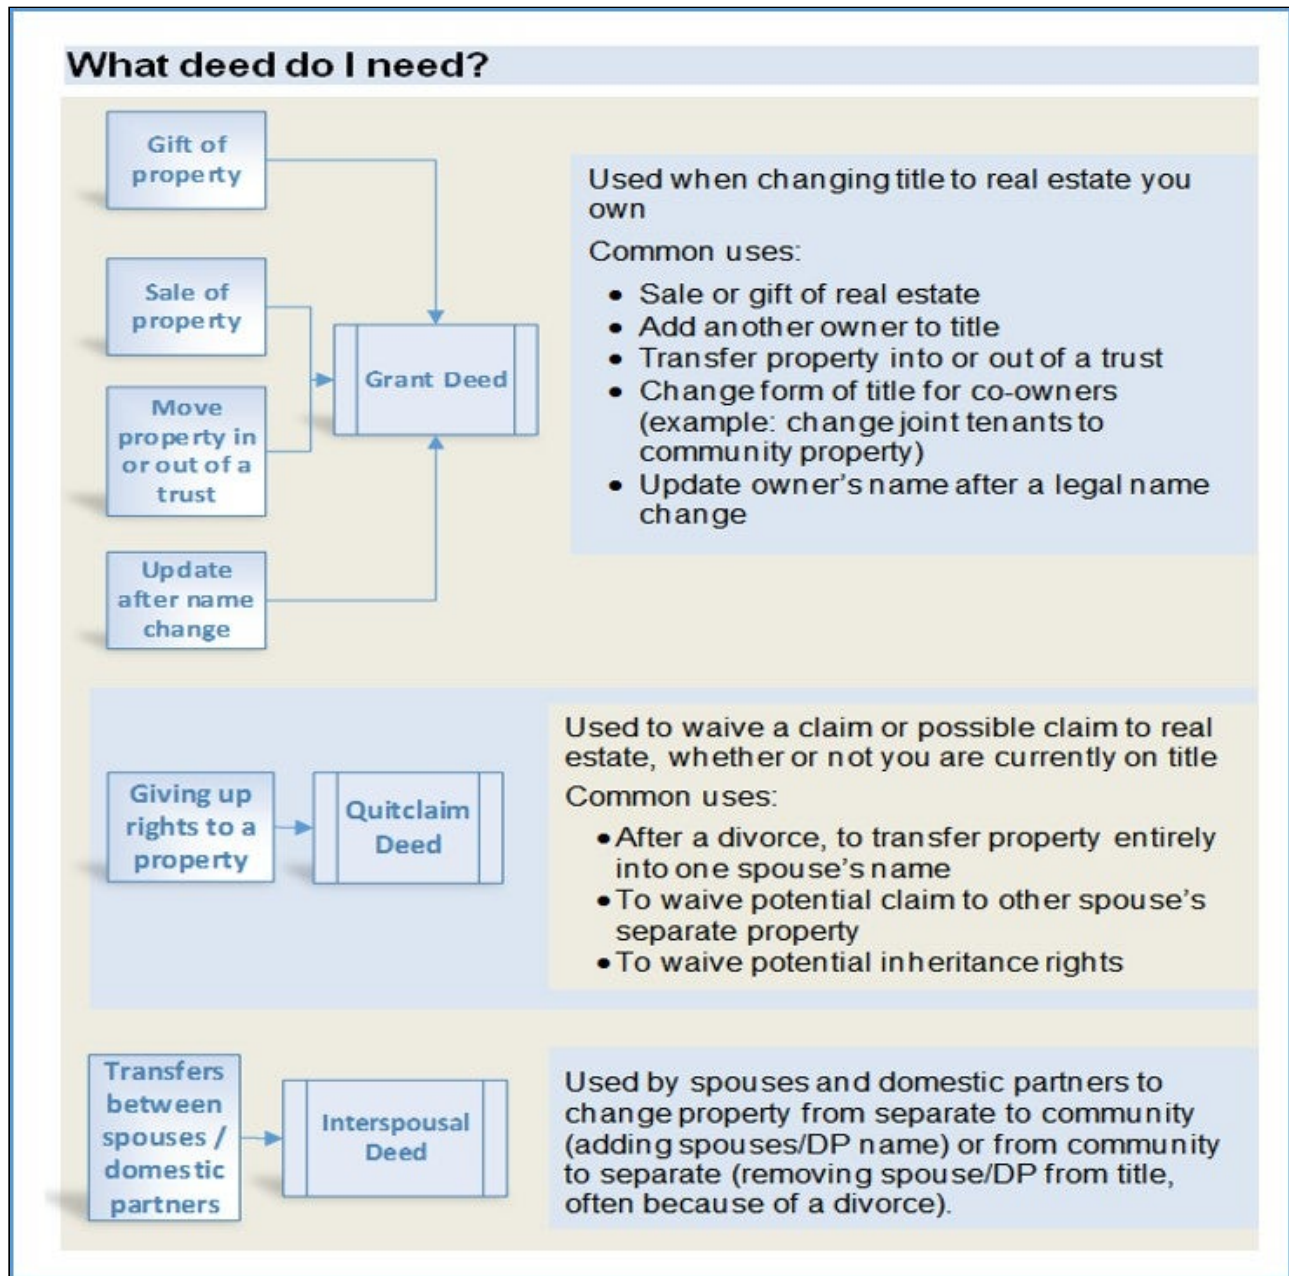 What deed do I need?
Gift of
property
Sale of
property
Move
property in
or out of a
trust
Update
after name
change
Grant Deed
Used when changing title to real estate you
own
Common uses:
• Sale or gift of real estate
• Add another owner to title
• Transfer property into or out of a trust
• Change form of title for co-owners
(example: change joint tenants to
community property)
• Update owner's name after a legal name
change
Giving up
rights to a
property
Quitclaim
Deed
Used to waive a claim or possible claim to real
estate, whether or not you are currently on title
Common uses:
• After a divorce, to transfer property entirely
into one spouse's name
• To waive potential claim to other spouse's
separate property
• To waive potential inheritance rights
Transfers
between
spouses /
domestic
partners
Interspousal
Deed
Used by spouses and domestic partners to
change property from separate to community
(adding spouses/DP name) or from community
to separate (removing spouse/DP from title,
often because of a divorce).